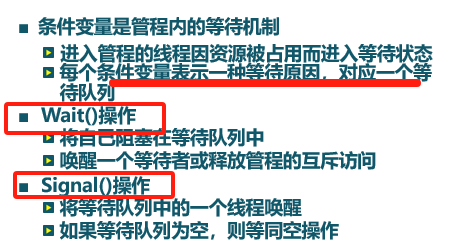 条件变量是管程内的等待机制
进入管程的线程因资源被占用而进入等待状态
每个条件变量表示一种等待原因，对应一个等
待队列
Wait()操作
将自己阻塞在等待队列中
唤醒一个等待者或释放管程的互斥访问
Signal()操作
将等待队列中的一个线程唤醒
如果等待队列为空，则等同空操作